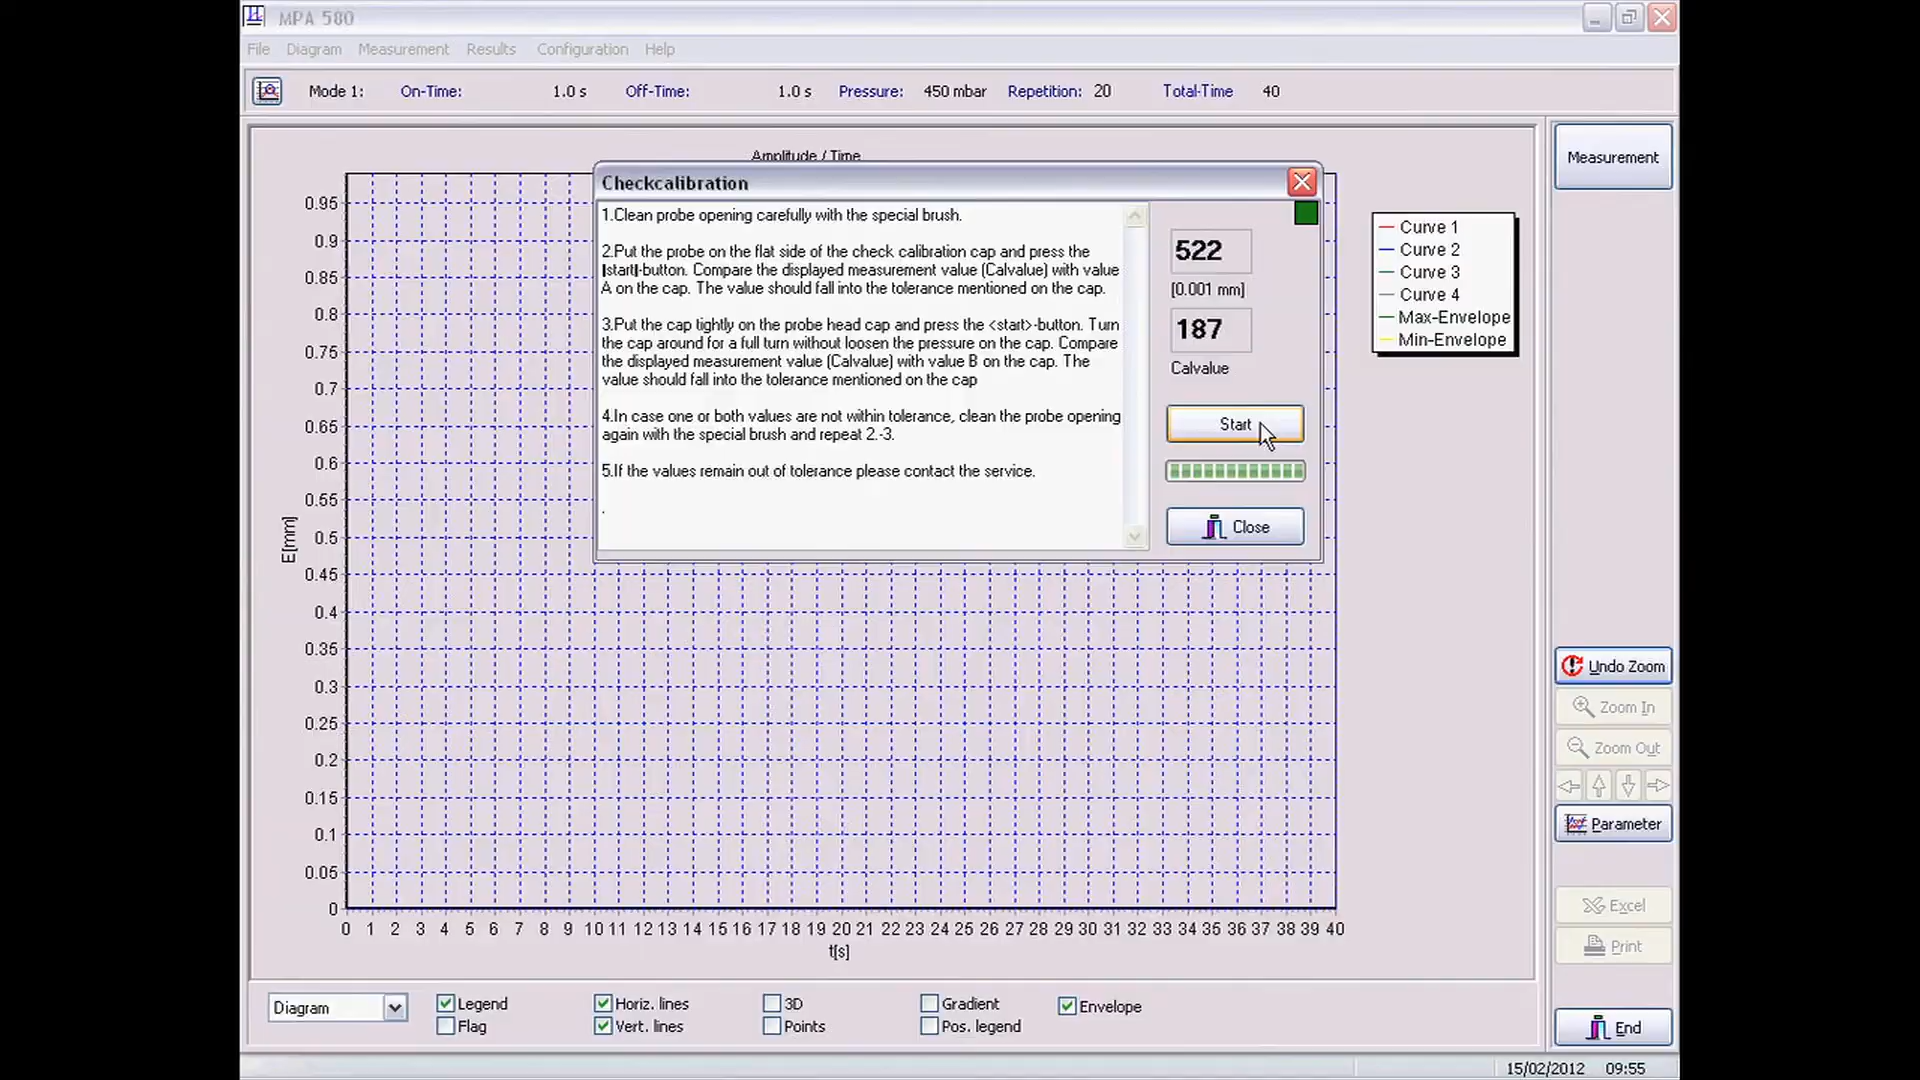 MPA 580
File Diagram Measurement Results Configuration Help
Mode 1: On-Time: 1.0 s Off-Time: 1.0 s Pressure: 450 mbar Repetition: 20 Total-Time 40
Amplitude / Time
Measurement
Checkcalibration
1.Clean probe opening carefully with the special brush.
2.Put the probe on the flat side of the check calibration cap and press the
|start|-button. Compare the displayed measurement value (Calvalue) with value
A on the cap. The value should fall into the tolerance mentioned on the cap.
3.Put the cap tightly on the probe head cap and press the <start>-button. Turn
the cap around for a full turn without loosen the pressure on the cap. Compare
the displayed measurement value (Calvalue) with value B on the cap. The
value should fall into the tolerance mentioned on the cap
4.In case one or both values are not within tolerance, clean the probe opening
again with the special brush and repeat 2.-3.
5.If the values remain out of tolerance please contact the service.
.
522
[0.001 mm]
187
Calvalue
Start
Close
Curve 1
Curve 2
Curve 3
Curve 4
Max-Envelope
Min-Envelope
0.95
0.9
0.85
0.8
0.75
0.7
0.65
0.6
0.55
0.5
0.45
0.4
0.35
0.3
0.25
0.2
0.15
0.1
0.05
0
E[mm]
0 1 2 3 4 5 6 7 8 9 10 11 12 13 14 15 16 17 18 19 20 21 22 23 24 25 26 27 28 29 30 31 32 33 34 35 36 37 38 39 40
t[s]
Undo Zoom
Zoom In
Zoom Out
Parameter
Excel
Print
End
Diagram
Legend
Flag
Horiz. lines
Vert. lines
3D
Points
Gradient
Pos. legend
Envelope
15/02/2012 09:55